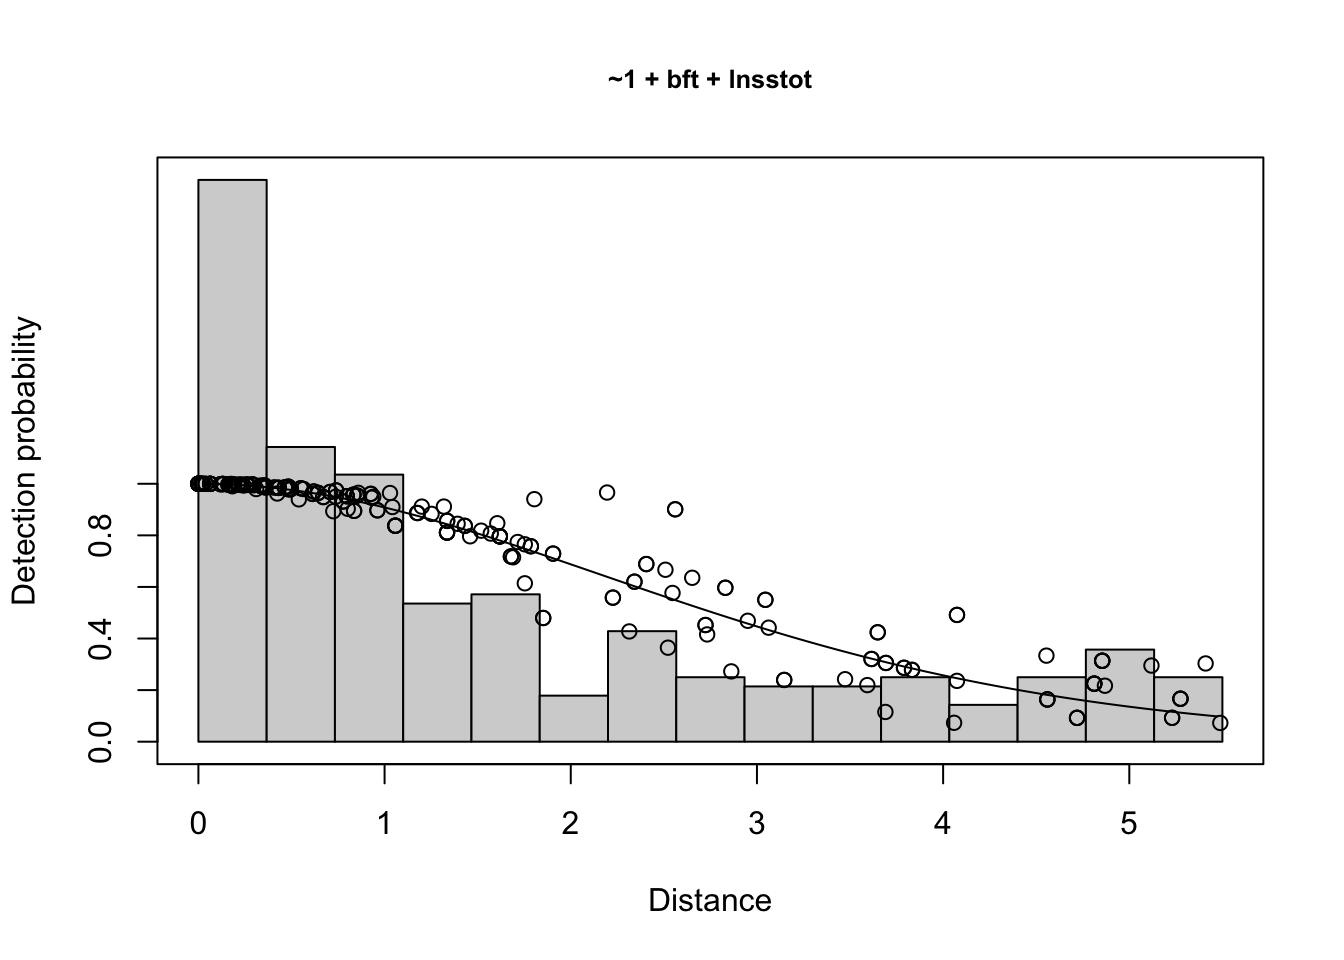 ~1 + bft + lnsstot
Detection probability
0.8
0.4
0.0
0 1 2 3 4 5
Distance